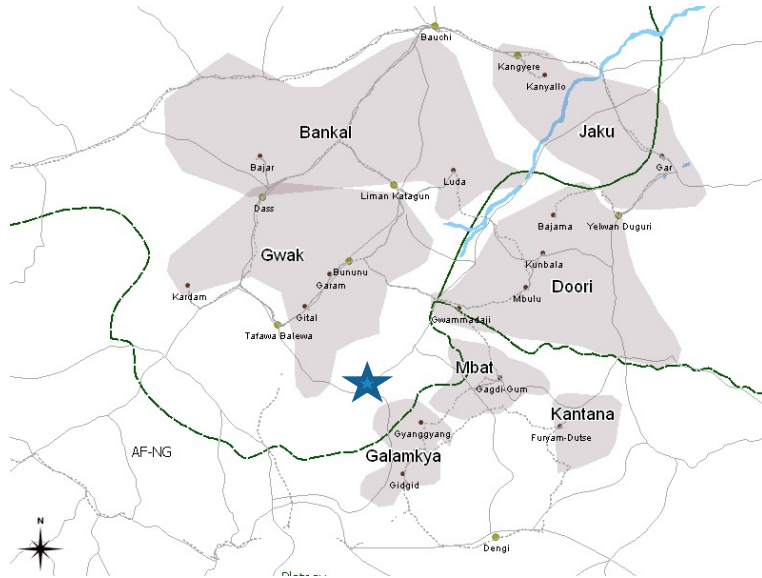 Bauchi
Kangyere
Kanyallo
Bankal
Jaku
Bajar
Gar
Luda
Liman Katagun
Dass
Bajama
Yelwan Duguri
Gwak
Kunbala
Bununu
Garam
Doori
Kardam
Mbulu
Gital
Gwammadaji
Tafawa Balewa
Mbat
Gagdi-Gum
Kantana
Gyanggyang
Furyam-Dutse
AF-NG
Galamkya
Gidgid
N
Dengi